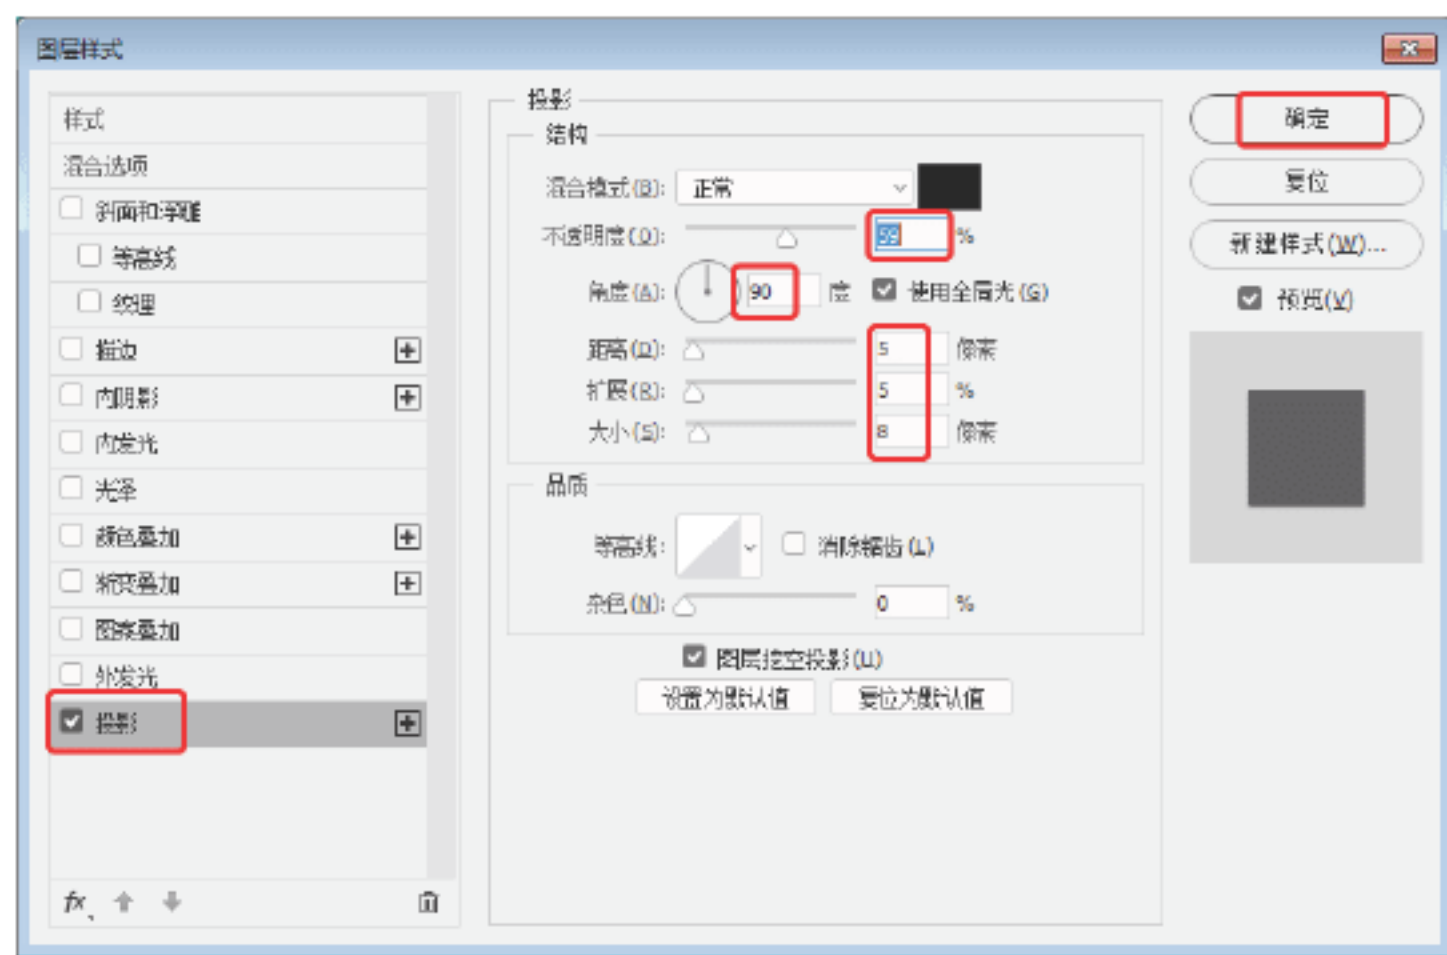 图层样式
样式
混合选项
斜面和浮雕
等高线
纹理
描边
内阴影
内发光
光泽
颜色叠加
渐变叠加
图案叠加
外发光
投影
fx
投影
结构
混合模式(B): 正常
不透明度(O): 59 %
角度(A): 90 度 使用全局光(G)
距离(D): 5 像素
扩展(R): 5 %
大小(S): 8 像素
品质
等高线: 消除锯齿(L)
杂色(N): 0 %
图层挖空投影(U)
设置为默认值 复位为默认值
确定
复位
新建样式(W)...
预览(V)